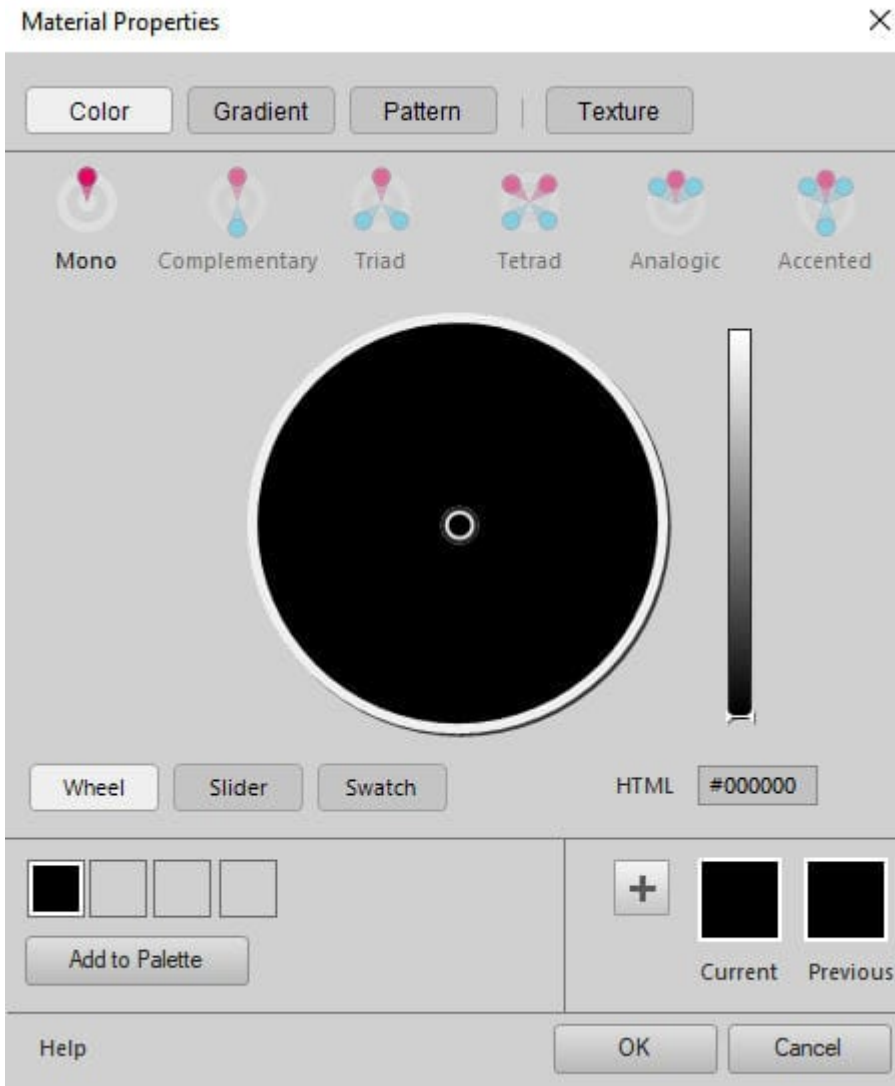 Material Properties
Color Gradient Pattern Texture
Mono Complementary Triad Tetrad Analogic Accented
Wheel Slider Swatch HTML #000000
Add to Palette
Current Previous
Help OK Cancel